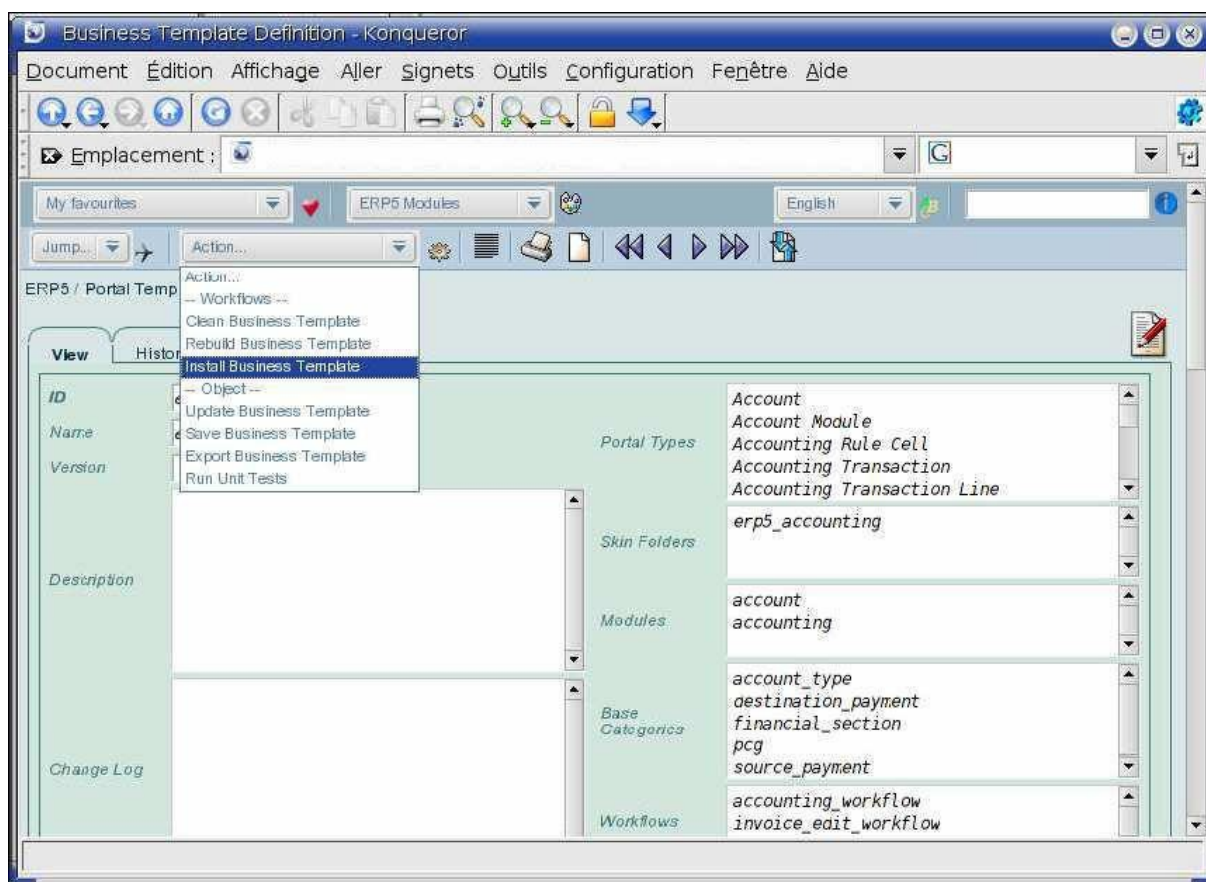 Business Template Definition - Konqueror
Document Édition Affichage Aller Signets Outils Configuration Fenêtre Aide
Emplacement :
G
My favourites ERP5 Modules English
Jump... Action...
ERP5 / Portal Temp
Action...
-- Workflows --
Clean Business Template
Rebuild Business Template
Install Business Template
-- Object --
Update Business Template
Save Business Template
Export Business Template
Run Unit Tests
View Histor
ID
Name
Version
Description
Change Log
Portal Types
Account
Account Module
Accounting Rule Cell
Accounting Transaction
Accounting Transaction Line
Skin Folders
erp5_accounting
Modules
account
accounting
Base
Categories
account_type
destination_payment
financial_section
pcg
source_payment
Workflows
accounting_workflow
invoice_edit_workflow